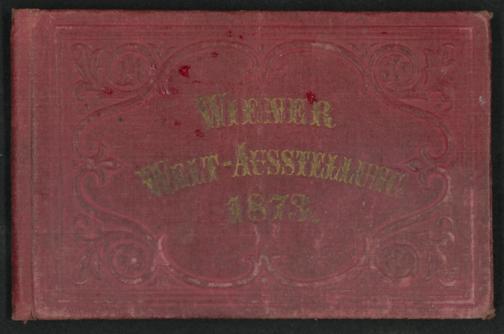 WIENER
WELT-AUSSTELLUNG.
1873.